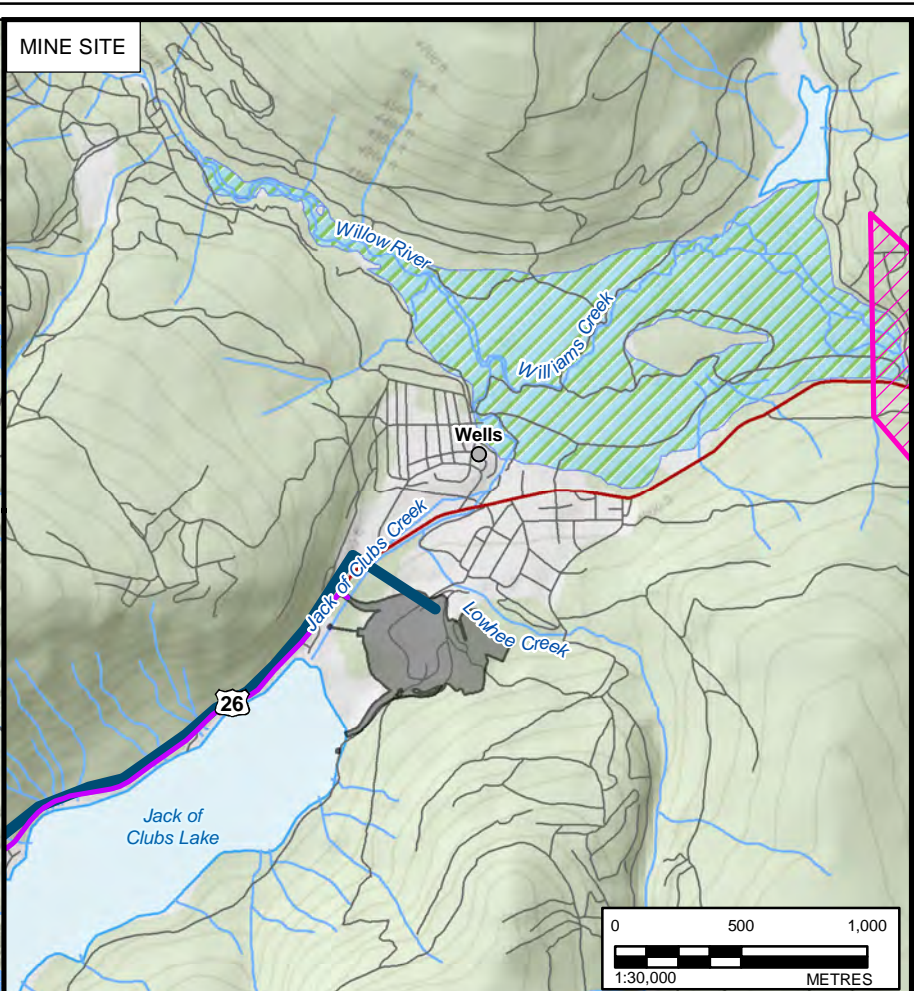 MINE SITE
Willow River
Williams Creek
Wells
Jack of Clubs Creek
Lowhee Creek
26
Jack of
Clubs Lake
0 500 1,000
1:30,000 METRES